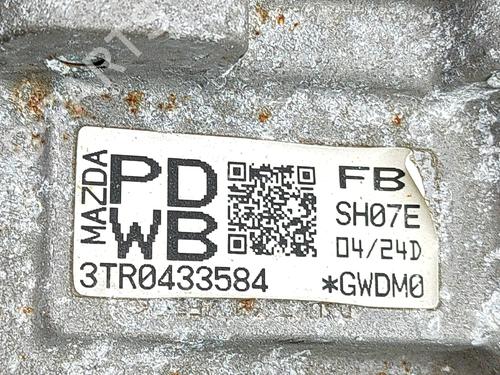 MAZDA
PD
WB
FB
SH07E
04/24D
3TR0433584
*GWDM0